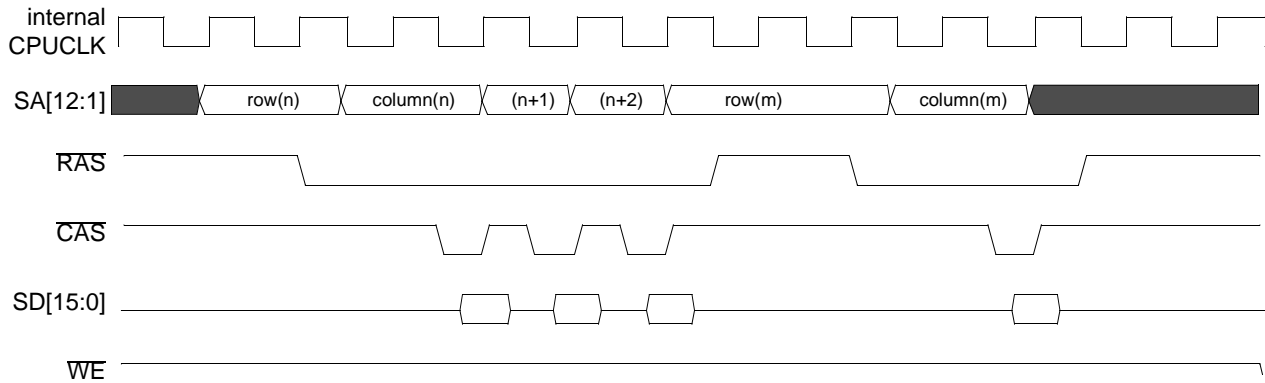 internal
CPUCLK
SA[12:1] row(n) column(n) (n+1) (n+2) row(m) column(m)
RAS
CAS
SD[15:0]
WE